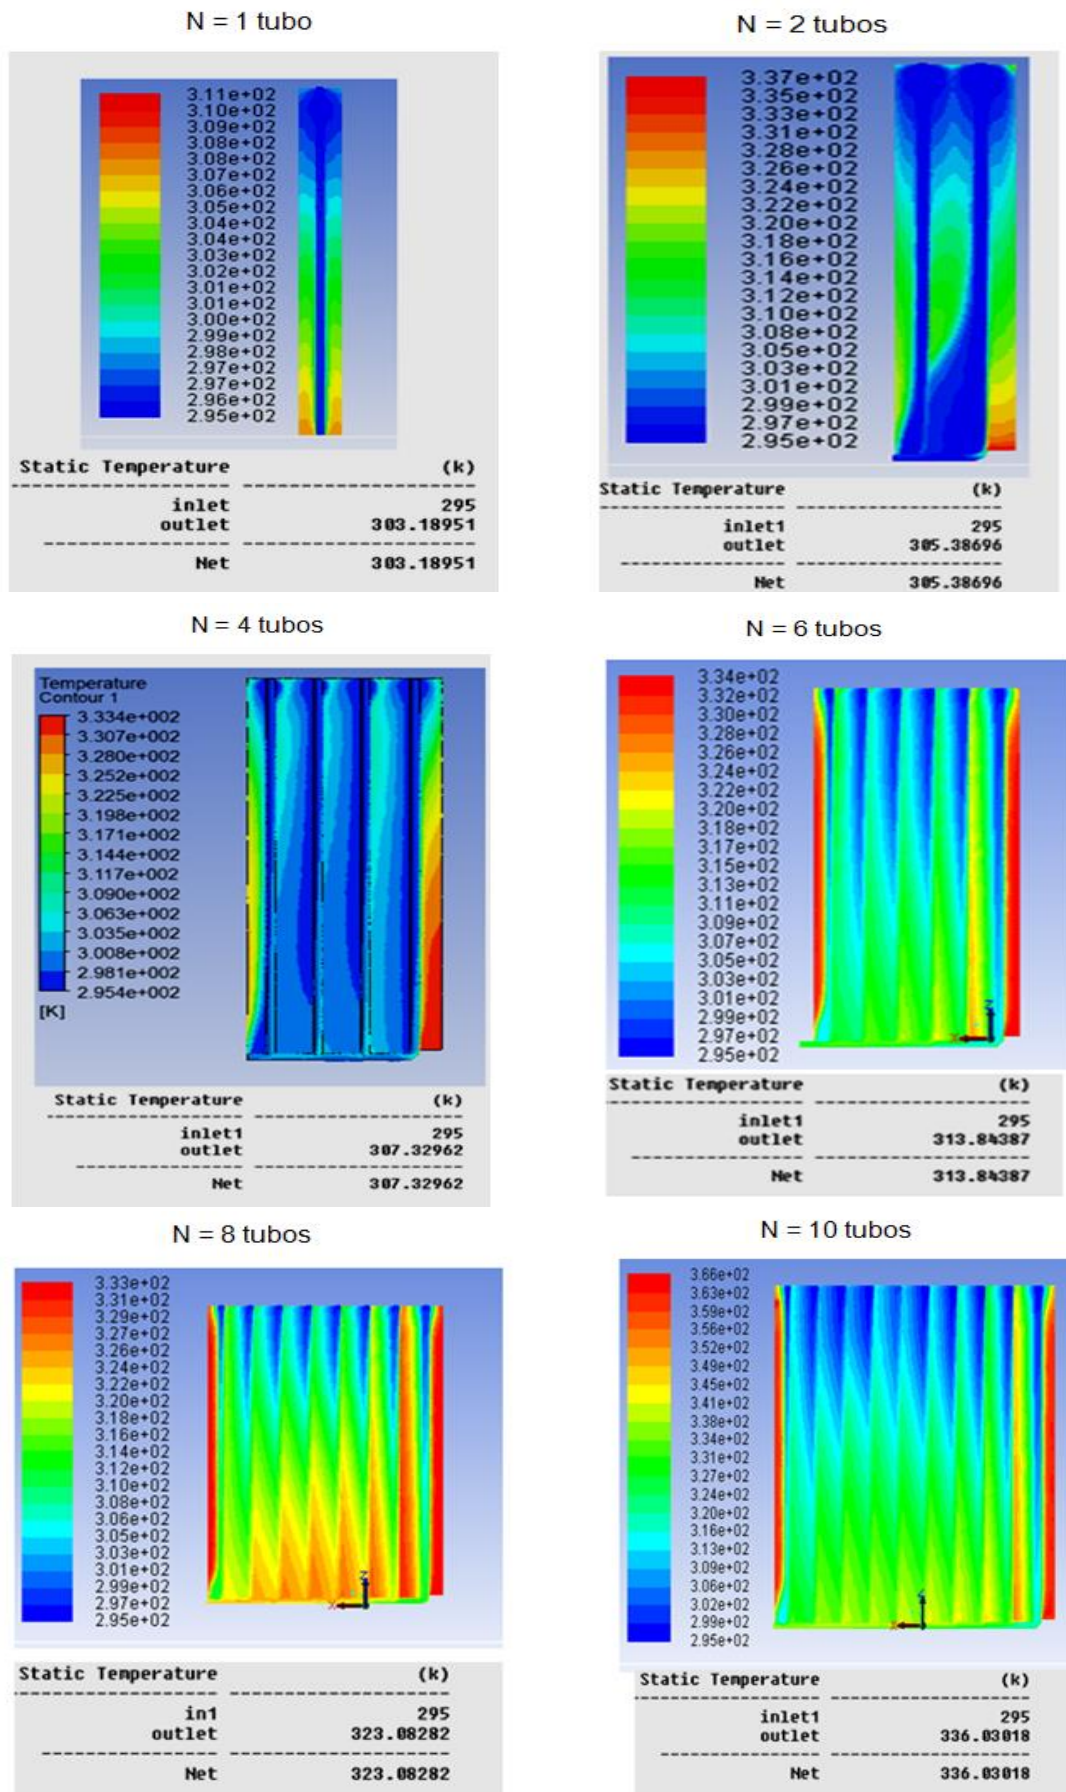 N = 1 tubo
3.11e+02
3.10e+02
3.09e+02
3.08e+02
3.08e+02
3.07e+02
3.06e+02
3.05e+02
3.04e+02
3.04e+02
3.03e+02
3.02e+02
3.01e+02
3.01e+02
3.00e+02
2.99e+02
2.98e+02
2.97e+02
2.97e+02
2.96e+02
2.95e+02
Static Temperature (k)
-------------------- --------------------
inlet 295
outlet 303.18951
-------------------- --------------------
Net 303.18951
N = 2 tubos
3.37e+02
3.35e+02
3.33e+02
3.31e+02
3.28e+02
3.26e+02
3.24e+02
3.22e+02
3.20e+02
3.18e+02
3.16e+02
3.14e+02
3.12e+02
3.10e+02
3.08e+02
3.05e+02
3.03e+02
3.01e+02
2.99e+02
2.97e+02
2.95e+02
Static Temperature (k)
-------------------- --------------------
inlet1 295
outlet 305.38696
-------------------- --------------------
Net 305.38696
N = 4 tubos
Temperature
Contour 1
3.334e+002
3.307e+002
3.280e+002
3.252e+002
3.225e+002
3.198e+002
3.171e+002
3.144e+002
3.117e+002
3.090e+002
3.063e+002
3.035e+002
3.008e+002
2.981e+002
2.954e+002
[K]
Static Temperature (k)
-------------------- --------------------
inlet1 295
outlet 307.32962
-------------------- --------------------
Net 307.32962
N = 6 tubos
3.34e+02
3.32e+02
3.30e+02
3.28e+02
3.26e+02
3.24e+02
3.22e+02
3.20e+02
3.18e+02
3.17e+02
3.15e+02
3.13e+02
3.11e+02
3.09e+02
3.07e+02
3.05e+02
3.03e+02
3.01e+02
2.99e+02
2.97e+02
2.95e+02
Z
X
Static Temperature (k)
-------------------- --------------------
inlet1 295
outlet 313.84387
-------------------- --------------------
Net 313.84387
N = 8 tubos
3.33e+02
3.31e+02
3.29e+02
3.27e+02
3.26e+02
3.24e+02
3.22e+02
3.20e+02
3.18e+02
3.16e+02
3.14e+02
3.12e+02
3.10e+02
3.08e+02
3.06e+02
3.05e+02
3.03e+02
3.01e+02
2.99e+02
2.97e+02
2.95e+02
Z
X
Static Temperature (k)
-------------------- --------------------
in1 295
outlet 323.08282
-------------------- --------------------
Net 323.08282
N = 10 tubos
3.66e+02
3.63e+02
3.59e+02
3.56e+02
3.52e+02
3.49e+02
3.45e+02
3.41e+02
3.38e+02
3.34e+02
3.31e+02
3.27e+02
3.24e+02
3.20e+02
3.16e+02
3.13e+02
3.09e+02
3.06e+02
3.02e+02
2.99e+02
2.95e+02
Z
X
Static Temperature (k)
-------------------- --------------------
inlet1 295
outlet 336.03018
-------------------- --------------------
Net 336.03018